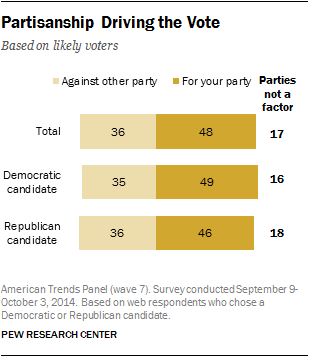 Partisanship Driving the Vote
Based on likely voters
Against other party
For your party
Parties not a factor
Total 36 48 17
Democratic candidate 35 49 16
Republican candidate 36 46 18
American Trends Panel (wave 7). Survey conducted September 9-
October 3, 2014. Based on web respondents who chose a
Democratic or Republican candidate.
PEW RESEARCH CENTER